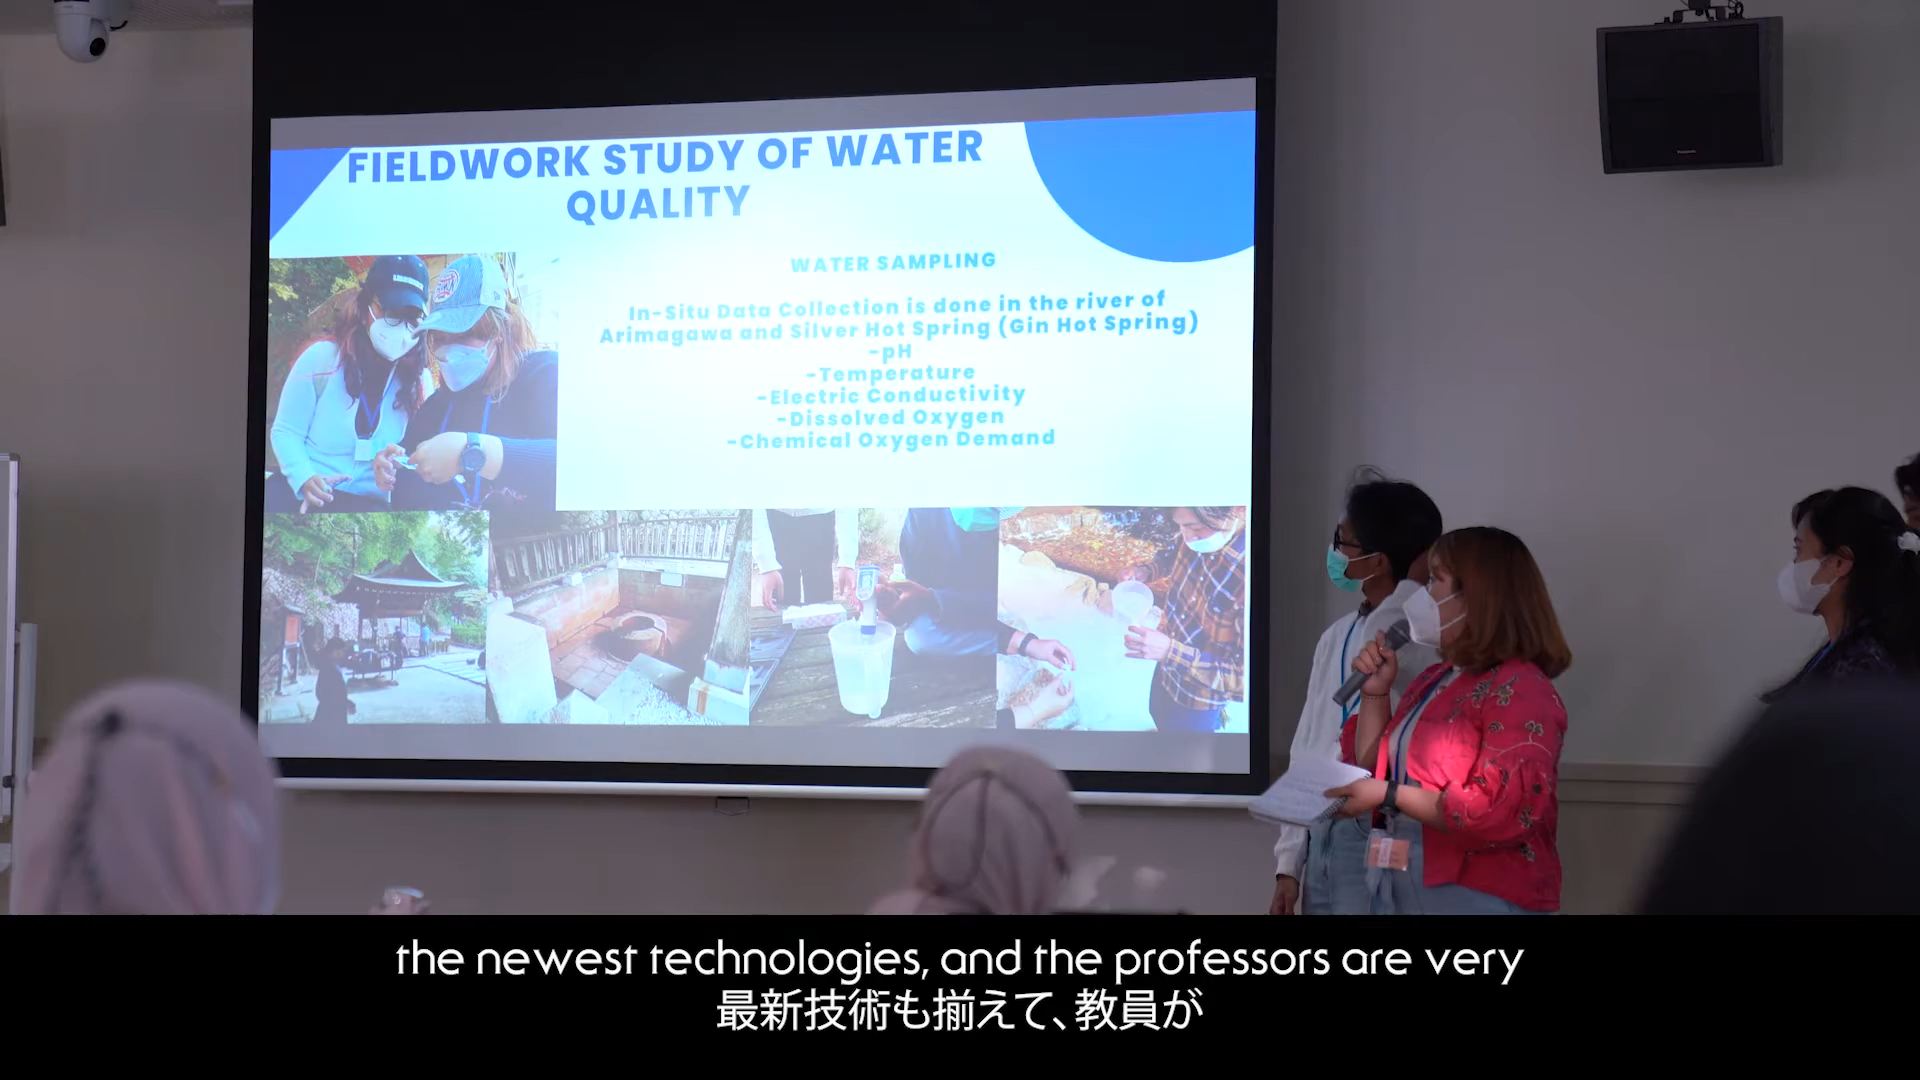 FIELDWORK STUDY OF WATER
QUALITY
WATER SAMPLING
In-Situ Data Collection is done in the river of
Arimagawa and Silver Hot Spring (Gin Hot Spring)
-pH
-Temperature
-Electric Conductivity
-Dissolved Oxygen
-Chemical Oxygen Demand
Panasonic
the newest technologies, and the professors are very
最新技術も揃えて、教員が